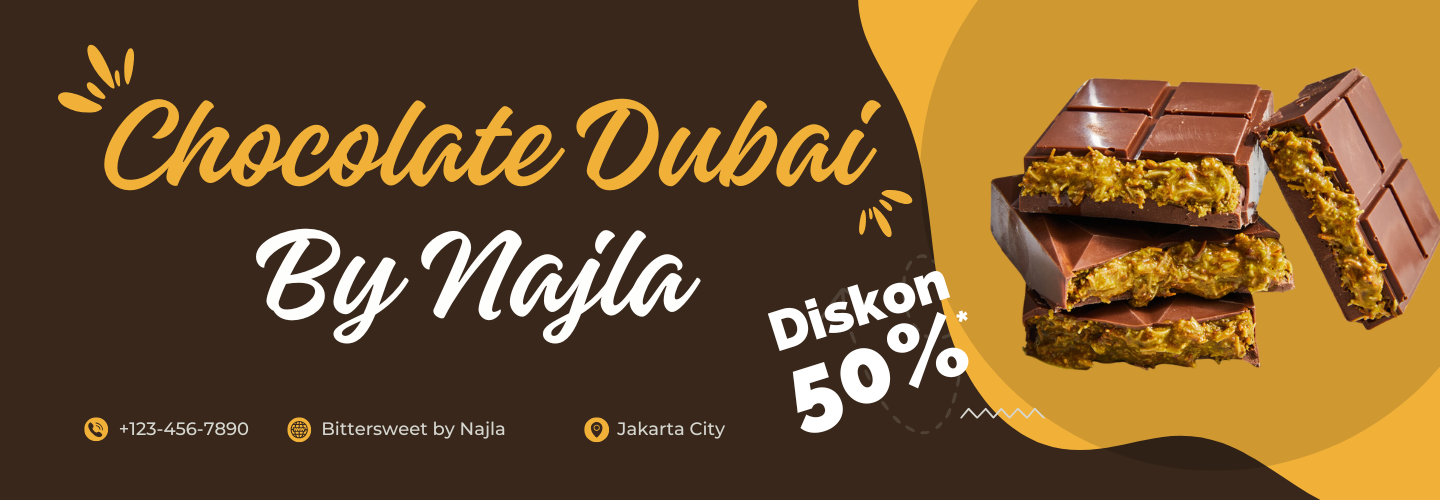 Chocolate Dubai
By Najla
Diskon
50%*
+123-456-7890
Bittersweet by Najla
Jakarta City